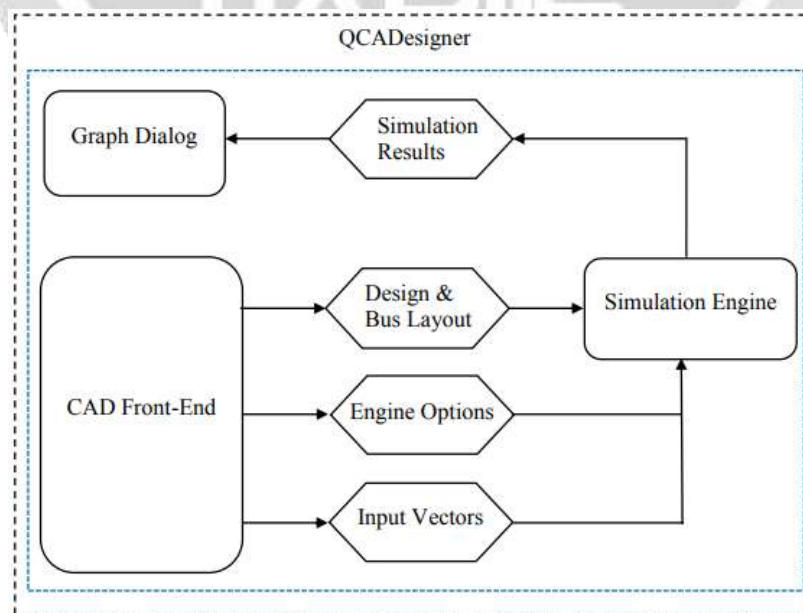 QCADesigner
Graph Dialog
Simulation
Results
Design &
Bus Layout
Simulation Engine
CAD Front-End
Engine Options
Input Vectors